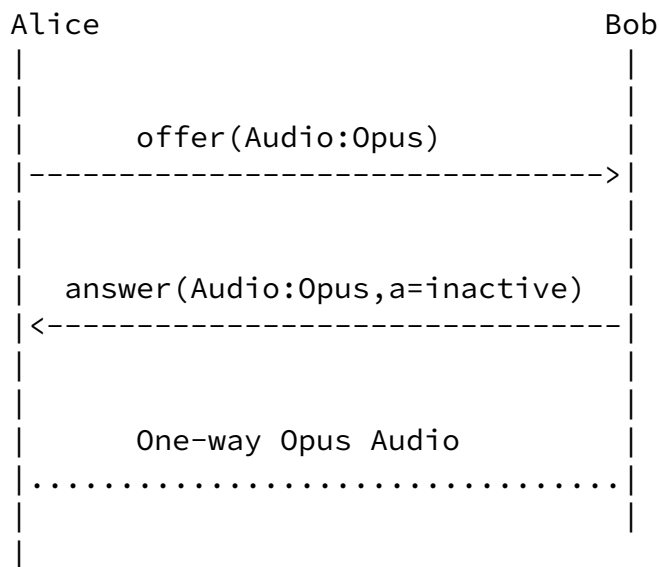 Alice Bob
offer(Audio:Opus)
answer(Audio:Opus,a=inactive)
One-way Opus Audio